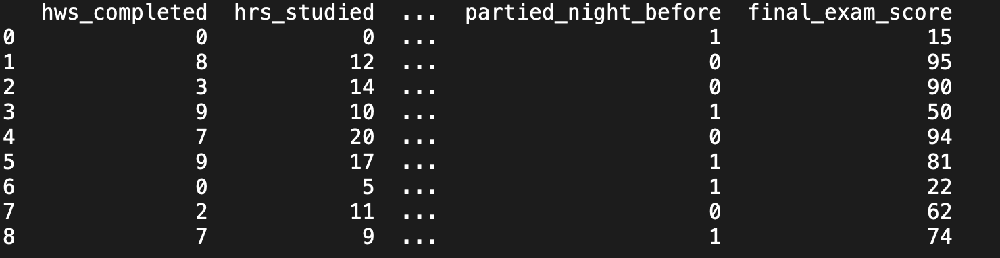 hws_completed hrs_studied ... partied_night_before final_exam_score
0 0 0 ... 1 15
1 8 12 ... 0 95
2 3 14 ... 0 90
3 9 10 ... 1 50
4 7 20 ... 0 94
5 9 17 ... 1 81
6 0 5 ... 1 22
7 2 11 ... 0 62
8 7 9 ... 1 74